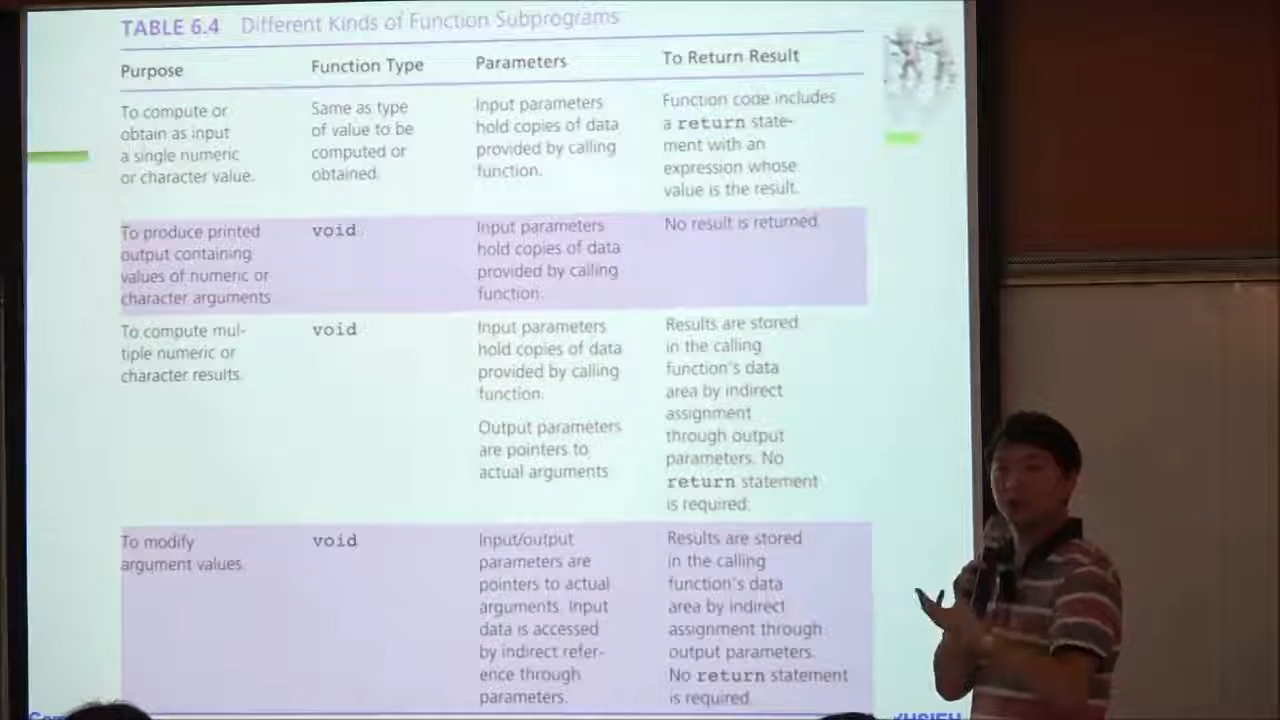 TABLE 6.4 Different Kinds of Function Subprograms
Purpose
Function Type
Parameters
To Return Result
To compute or
obtain as input
a single numeric
or character value.
Same as type
of value to be
computed or
obtained.
Input parameters
hold copies of data
provided by calling
function.
Function code includes
a return state-
ment with an
expression whose
value is the result.
To produce printed
output containing
values of numeric or
character arguments
void
Input parameters
hold copies of data
provided by calling
function.
No result is returned.
To compute mul-
tiple numeric or
character results.
void
Input parameters
hold copies of data
provided by calling
function.
Output parameters
are pointers to
actual arguments
Results are stored
in the calling
function's data
area by indirect
assignment
through output
parameters. No
return statement
is required.
To modify
argument values.
void
Input/output
parameters are
pointers to actual
arguments. Input
data is accessed
by indirect refer-
ence through
parameters.
Results are stored
in the calling
function's data
area by indirect
assignment through
output parameters.
No return statement
is required.